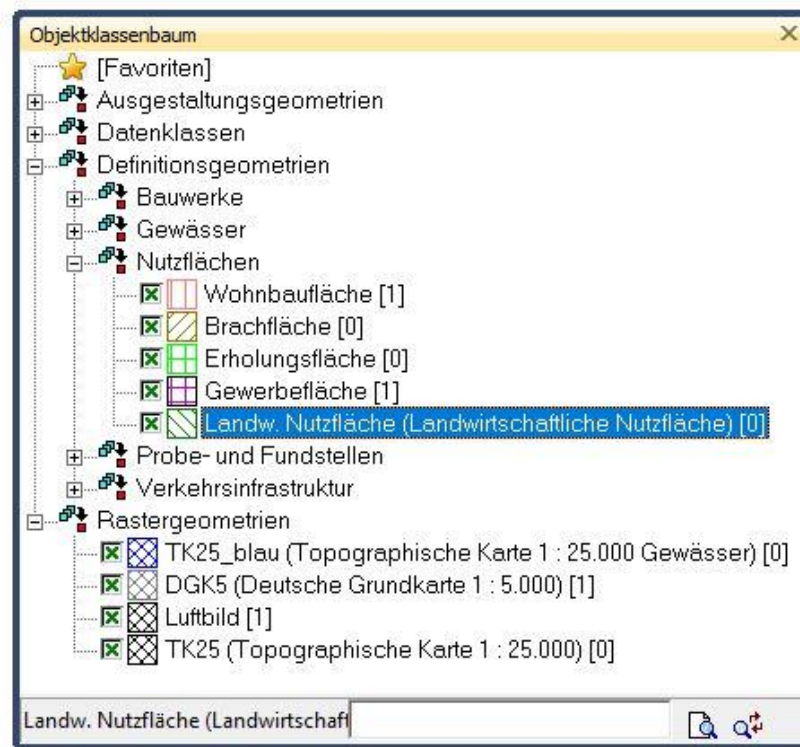 Objektklassenbaum
[Favoriten]
Ausgestaltungsgeometrien
Datenklassen
Definitionsgeometrien
Bauwerke
Gewässer
Nutzflächen
Wohnbaufläche [1]
Brachfläche [0]
Erholungsfläche [0]
Gewerbefläche [1]
Landw. Nutzfläche (Landwirtschaftliche Nutzfläche) [0]
Probe- und Fundstellen
Verkehrsinfrastruktur
Rastergeometrien
TK25_blau (Topographische Karte 1 : 25.000 Gewässer) [0]
DGK5 (Deutsche Grundkarte 1 : 5.000) [1]
Luftbild [1]
TK25 (Topographische Karte 1 : 25.000) [0]
Landw. Nutzfläche (Landwirtschaft